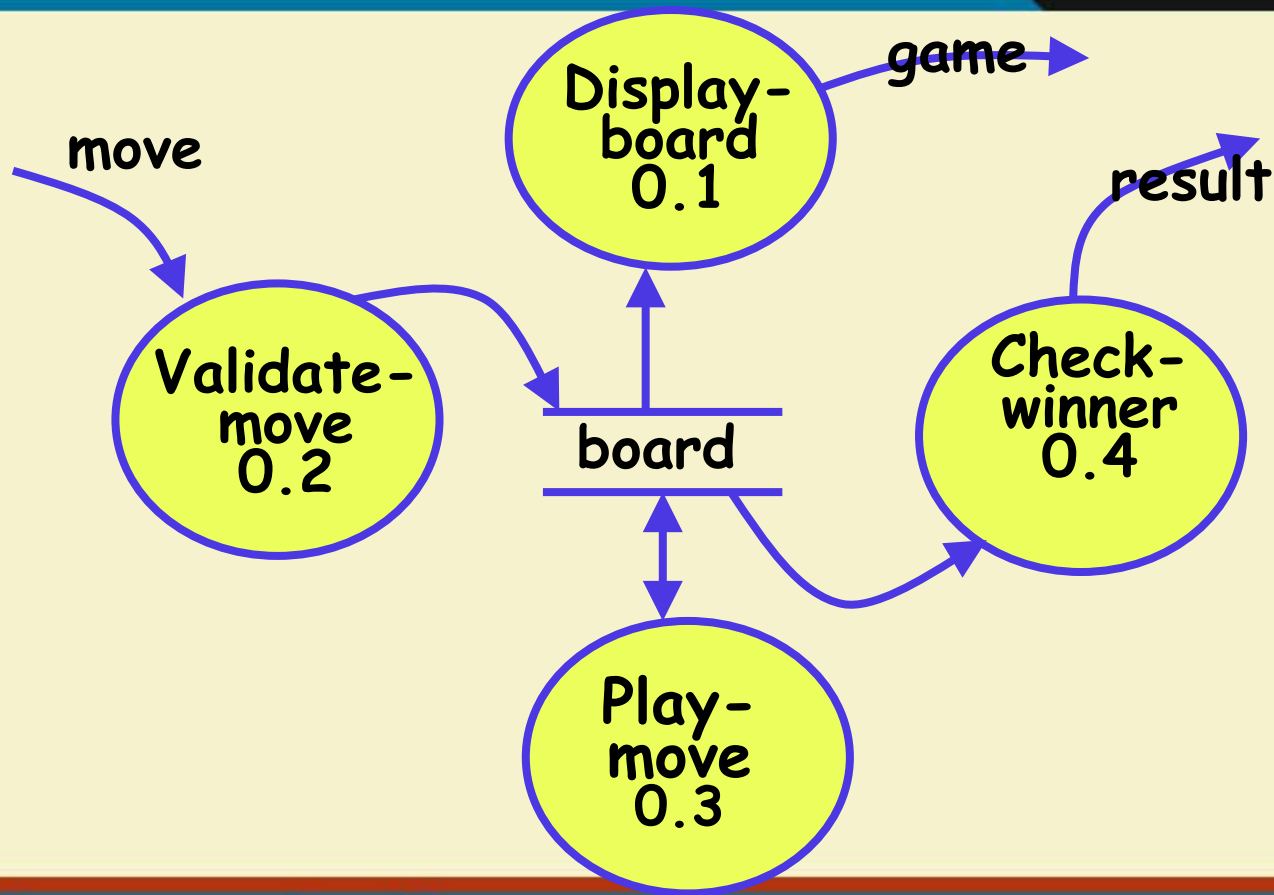 game
Display-
board
0.1
move
result
Validate-
move
0.2
board
Check-
winner
0.4
Play-
move
0.3